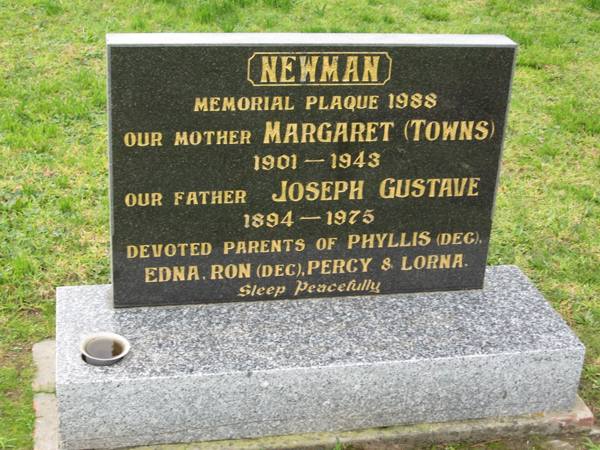 NEWMAN
MEMORIAL PLAQUE 1988
OUR MOTHER MARGARET (TOWNS)
1901 — 1943
OUR FATHER JOSEPH GUSTAVE
1894 — 1975
DEVOTED PARENTS OF PHYLLIS (DEC),
EDNA, RON (DEC), PERCY & LORNA.
Sleep Peacefully